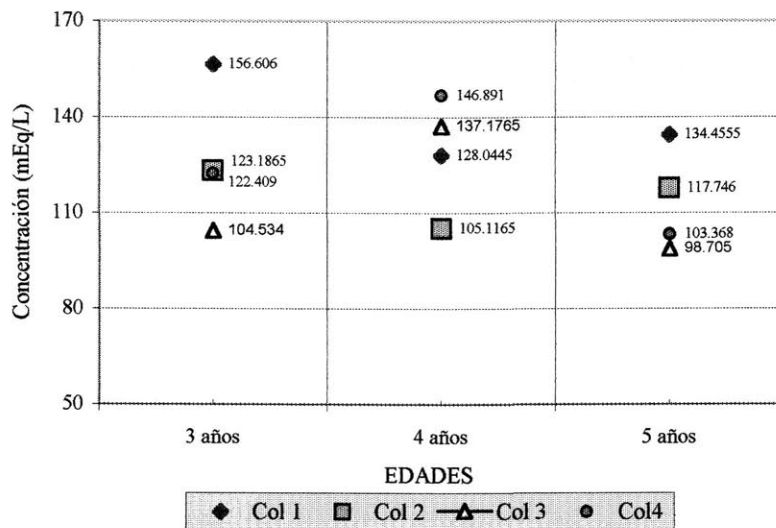 170
140
110
80
50
Concentración (mEq/L)
156.606
123.1865
122.409
104.534
146.891
137.1765
128.0445
105.1165
134.4555
117.746
103.368
98.705
3 años
4 años
5 años
EDADES
Col 1
Col 2
Col 3
Col4